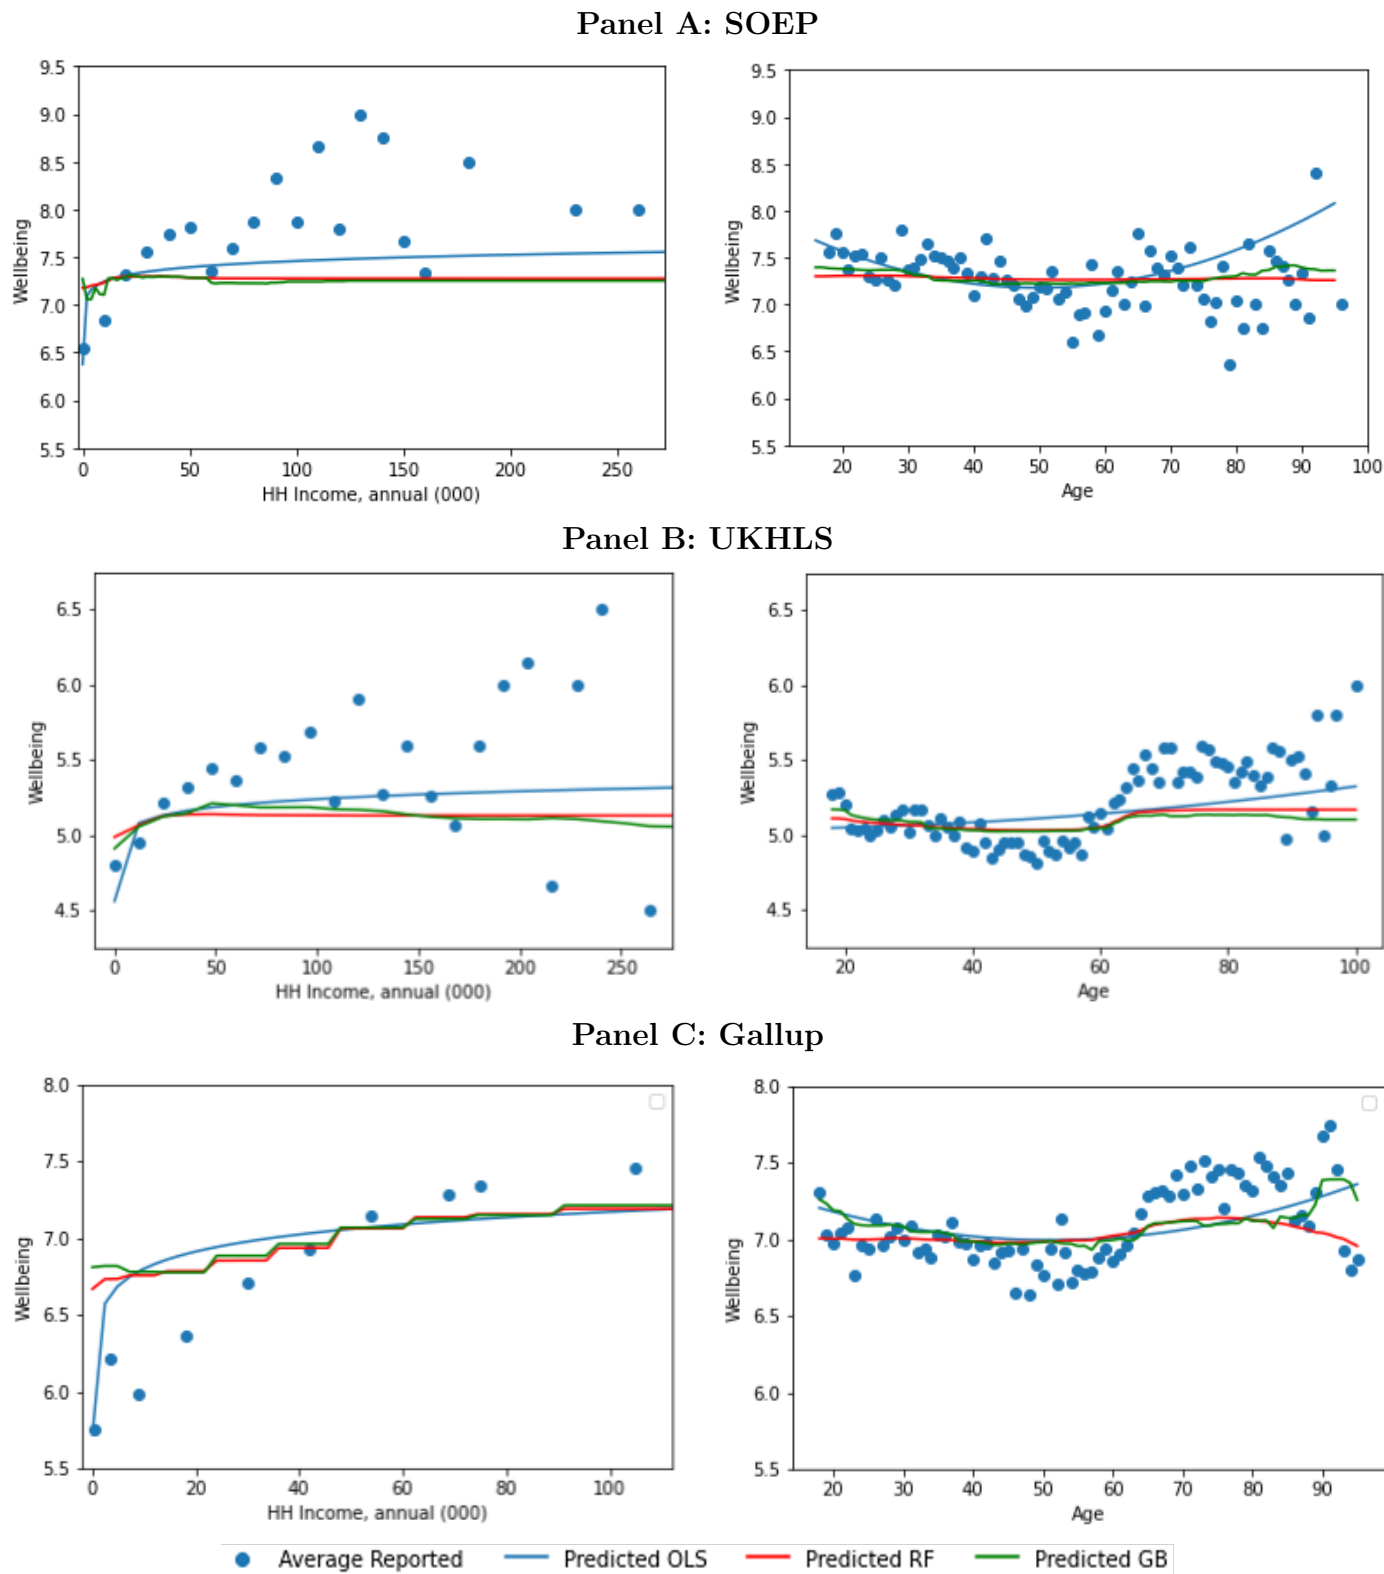 Panel A: SOEP
9.5
9.0
8.5
8.0
7.5
7.0
6.5
6.0
5.5
Wellbeing
0 50 100 150 200 250
HH Income, annual (000)
9.5
9.0
8.5
8.0
7.5
7.0
6.5
6.0
5.5
Wellbeing
20 30 40 50 60 70 80 90 100
Age
Panel B: UKHLS
6.5
6.0
5.5
5.0
4.5
Wellbeing
0 50 100 150 200 250
HH Income, annual (000)
6.5
6.0
5.5
5.0
4.5
Wellbeing
20 40 60 80 100
Age
Panel C: Gallup
8.0
7.5
7.0
6.5
6.0
5.5
Wellbeing
0 20 40 60 80 100
HH Income, annual (000)
8.0
7.5
7.0
6.5
6.0
5.5
Wellbeing
20 30 40 50 60 70 80 90
Age
Average Reported Predicted OLS Predicted RF Predicted GB